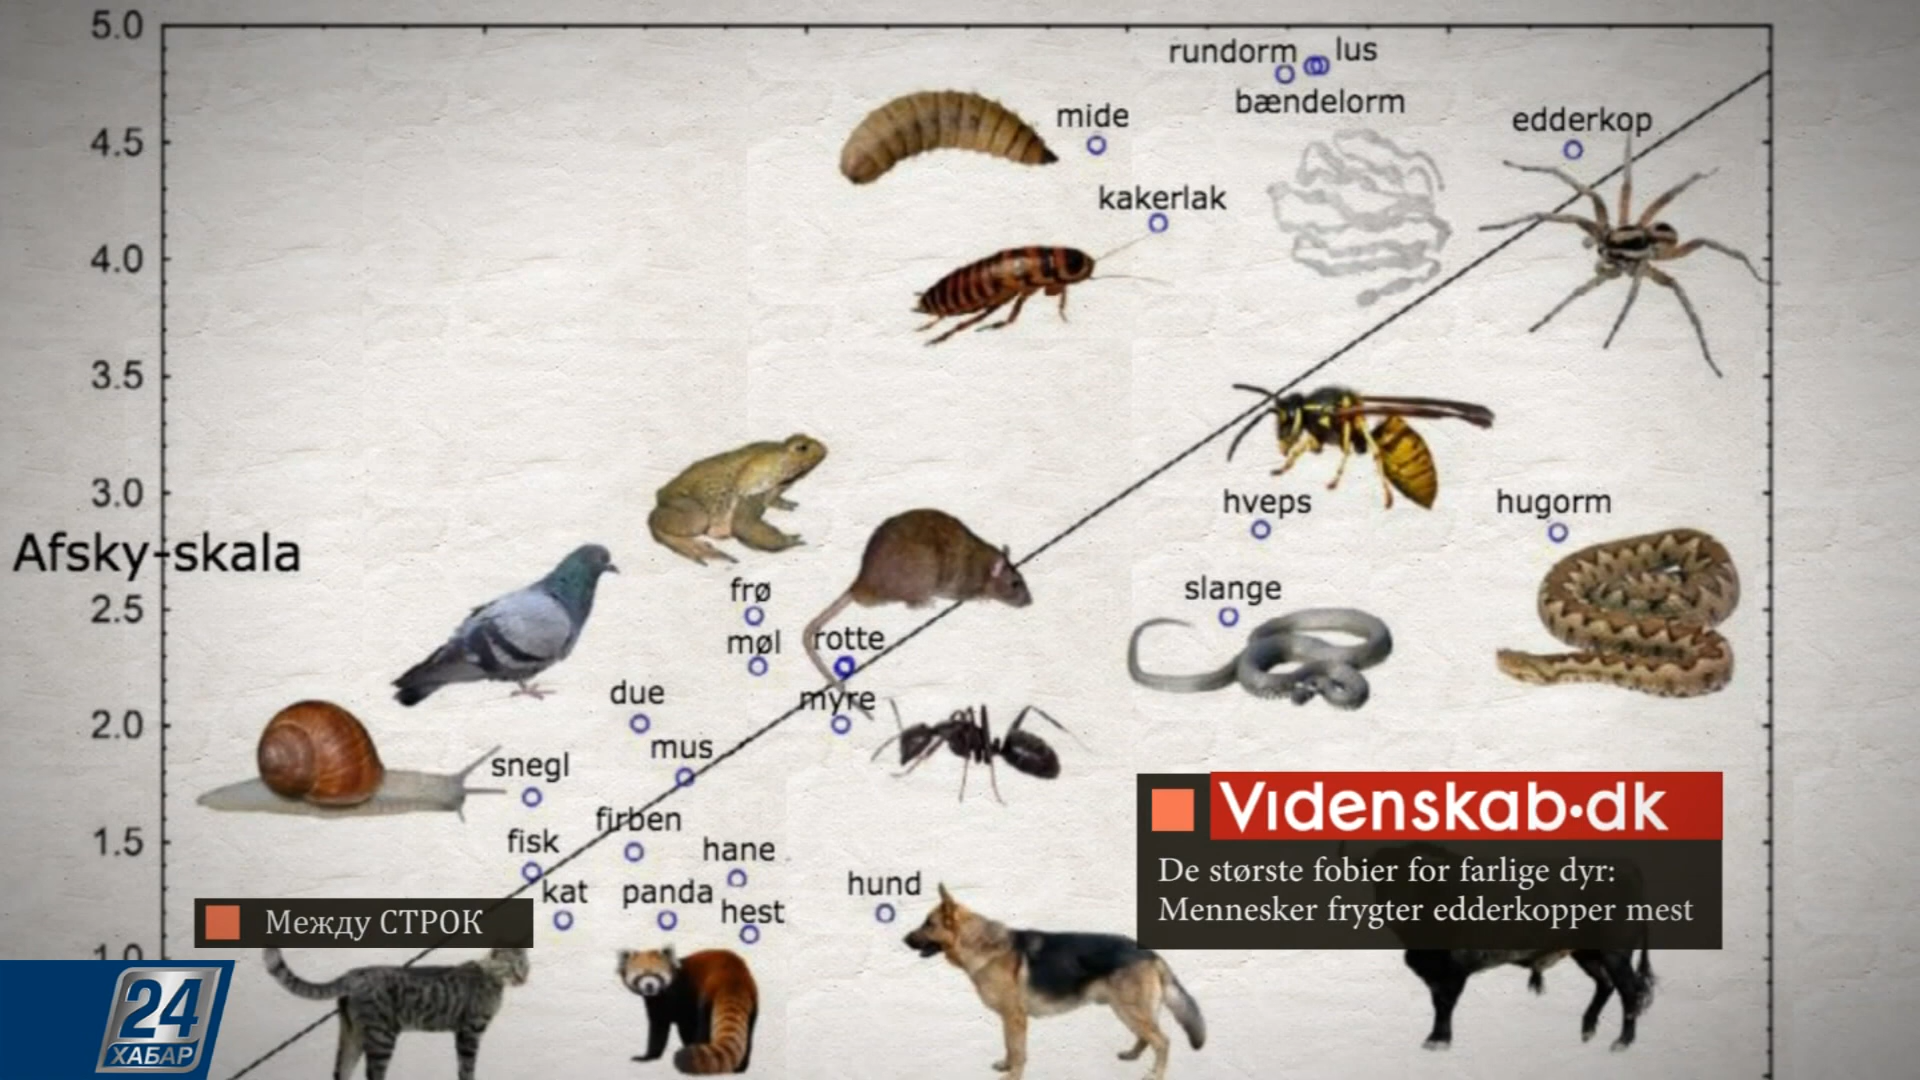 5.0
rundorm
lus
bændelorm
mide
edderkop
4.5
kakerlak
4.0
3.5
3.0
hveps
hugorm
Afsky-skala
frø
slange
2.5
møl
rotte
due
myre
2.0
mus
snegl
firben
1.5
fisk
hane
kat
panda
hest
hund
1.0
Videnskab·dk
De største fobier for farlige dyr:
Mennesker frygter edderkopper mest
Между СТРОК
24
ХАБАР